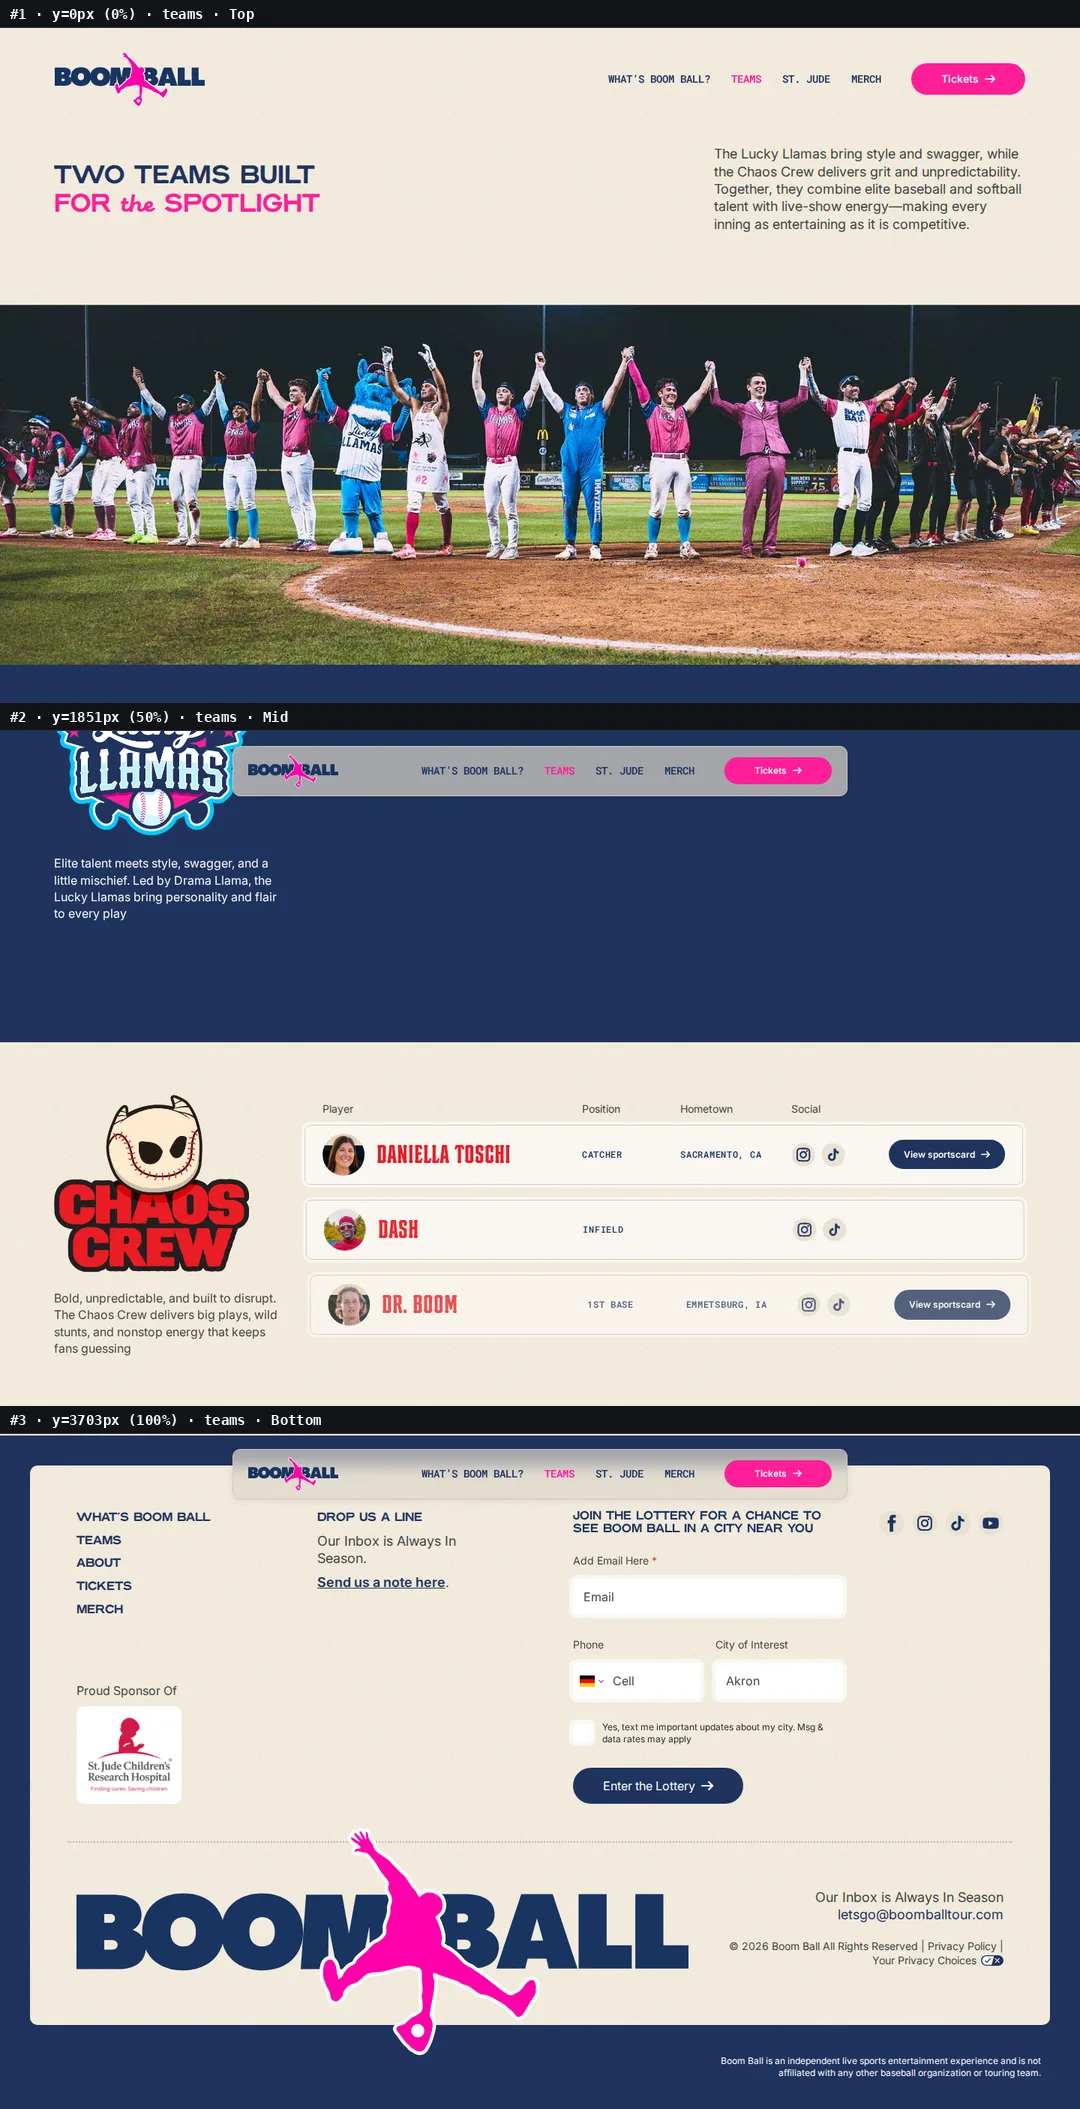 #1 · y=0px (0%) · teams · Top
BOOMBALL
WHAT'S BOOM BALL?
TEAMS
ST. JUDE
MERCH
Tickets →
TWO TEAMS BUILT
FOR the SPOTLIGHT
The Lucky Llamas bring style and swagger, while
the Chaos Crew delivers grit and unpredictability.
Together, they combine elite baseball and softball
talent with live-show energy—making every
inning as entertaining as it is competitive.
Lucky
LLAMAS
#2
LLAMAS
BOOM
BALL
#2 · y=1851px (50%) · teams · Mid
Lucky
LLAMAS
BOOMBALL
WHAT'S BOOM BALL?
TEAMS
ST. JUDE
MERCH
Tickets →
Elite talent meets style, swagger, and a
little mischief. Led by Drama Llama, the
Lucky Llamas bring personality and flair
to every play
CHAOS
CREW
Bold, unpredictable, and built to disrupt.
The Chaos Crew delivers big plays, wild
stunts, and nonstop energy that keeps
fans guessing
Player
Position
Hometown
Social
DANIELLA TOSCHI
CATCHER
SACRAMENTO, CA
View sportscard →
DASH
INFIELD
DR. BOOM
1ST BASE
EMMETSBURG, IA
View sportscard →
#3 · y=3703px (100%) · teams · Bottom
BOOMBALL
WHAT'S BOOM BALL?
TEAMS
ST. JUDE
MERCH
Tickets →
WHAT'S BOOM BALL
TEAMS
ABOUT
TICKETS
MERCH
Proud Sponsor Of
St. Jude Children's
Research Hospital
Finding cures. Saving children.
DROP US A LINE
Our Inbox is Always In
Season.
Send us a note here.
JOIN THE LOTTERY FOR A CHANCE TO
SEE BOOM BALL IN A CITY NEAR YOU
Add Email Here *
Email
Phone
City of Interest
Cell
Akron
Yes, text me important updates about my city. Msg &
data rates may apply
Enter the Lottery →
BOOMBALL
Our Inbox is Always In Season
letsgo@boomballtour.com
© 2026 Boom Ball All Rights Reserved | Privacy Policy |
Your Privacy Choices
Boom Ball is an independent live sports entertainment experience and is not
affiliated with any other baseball organization or touring team.